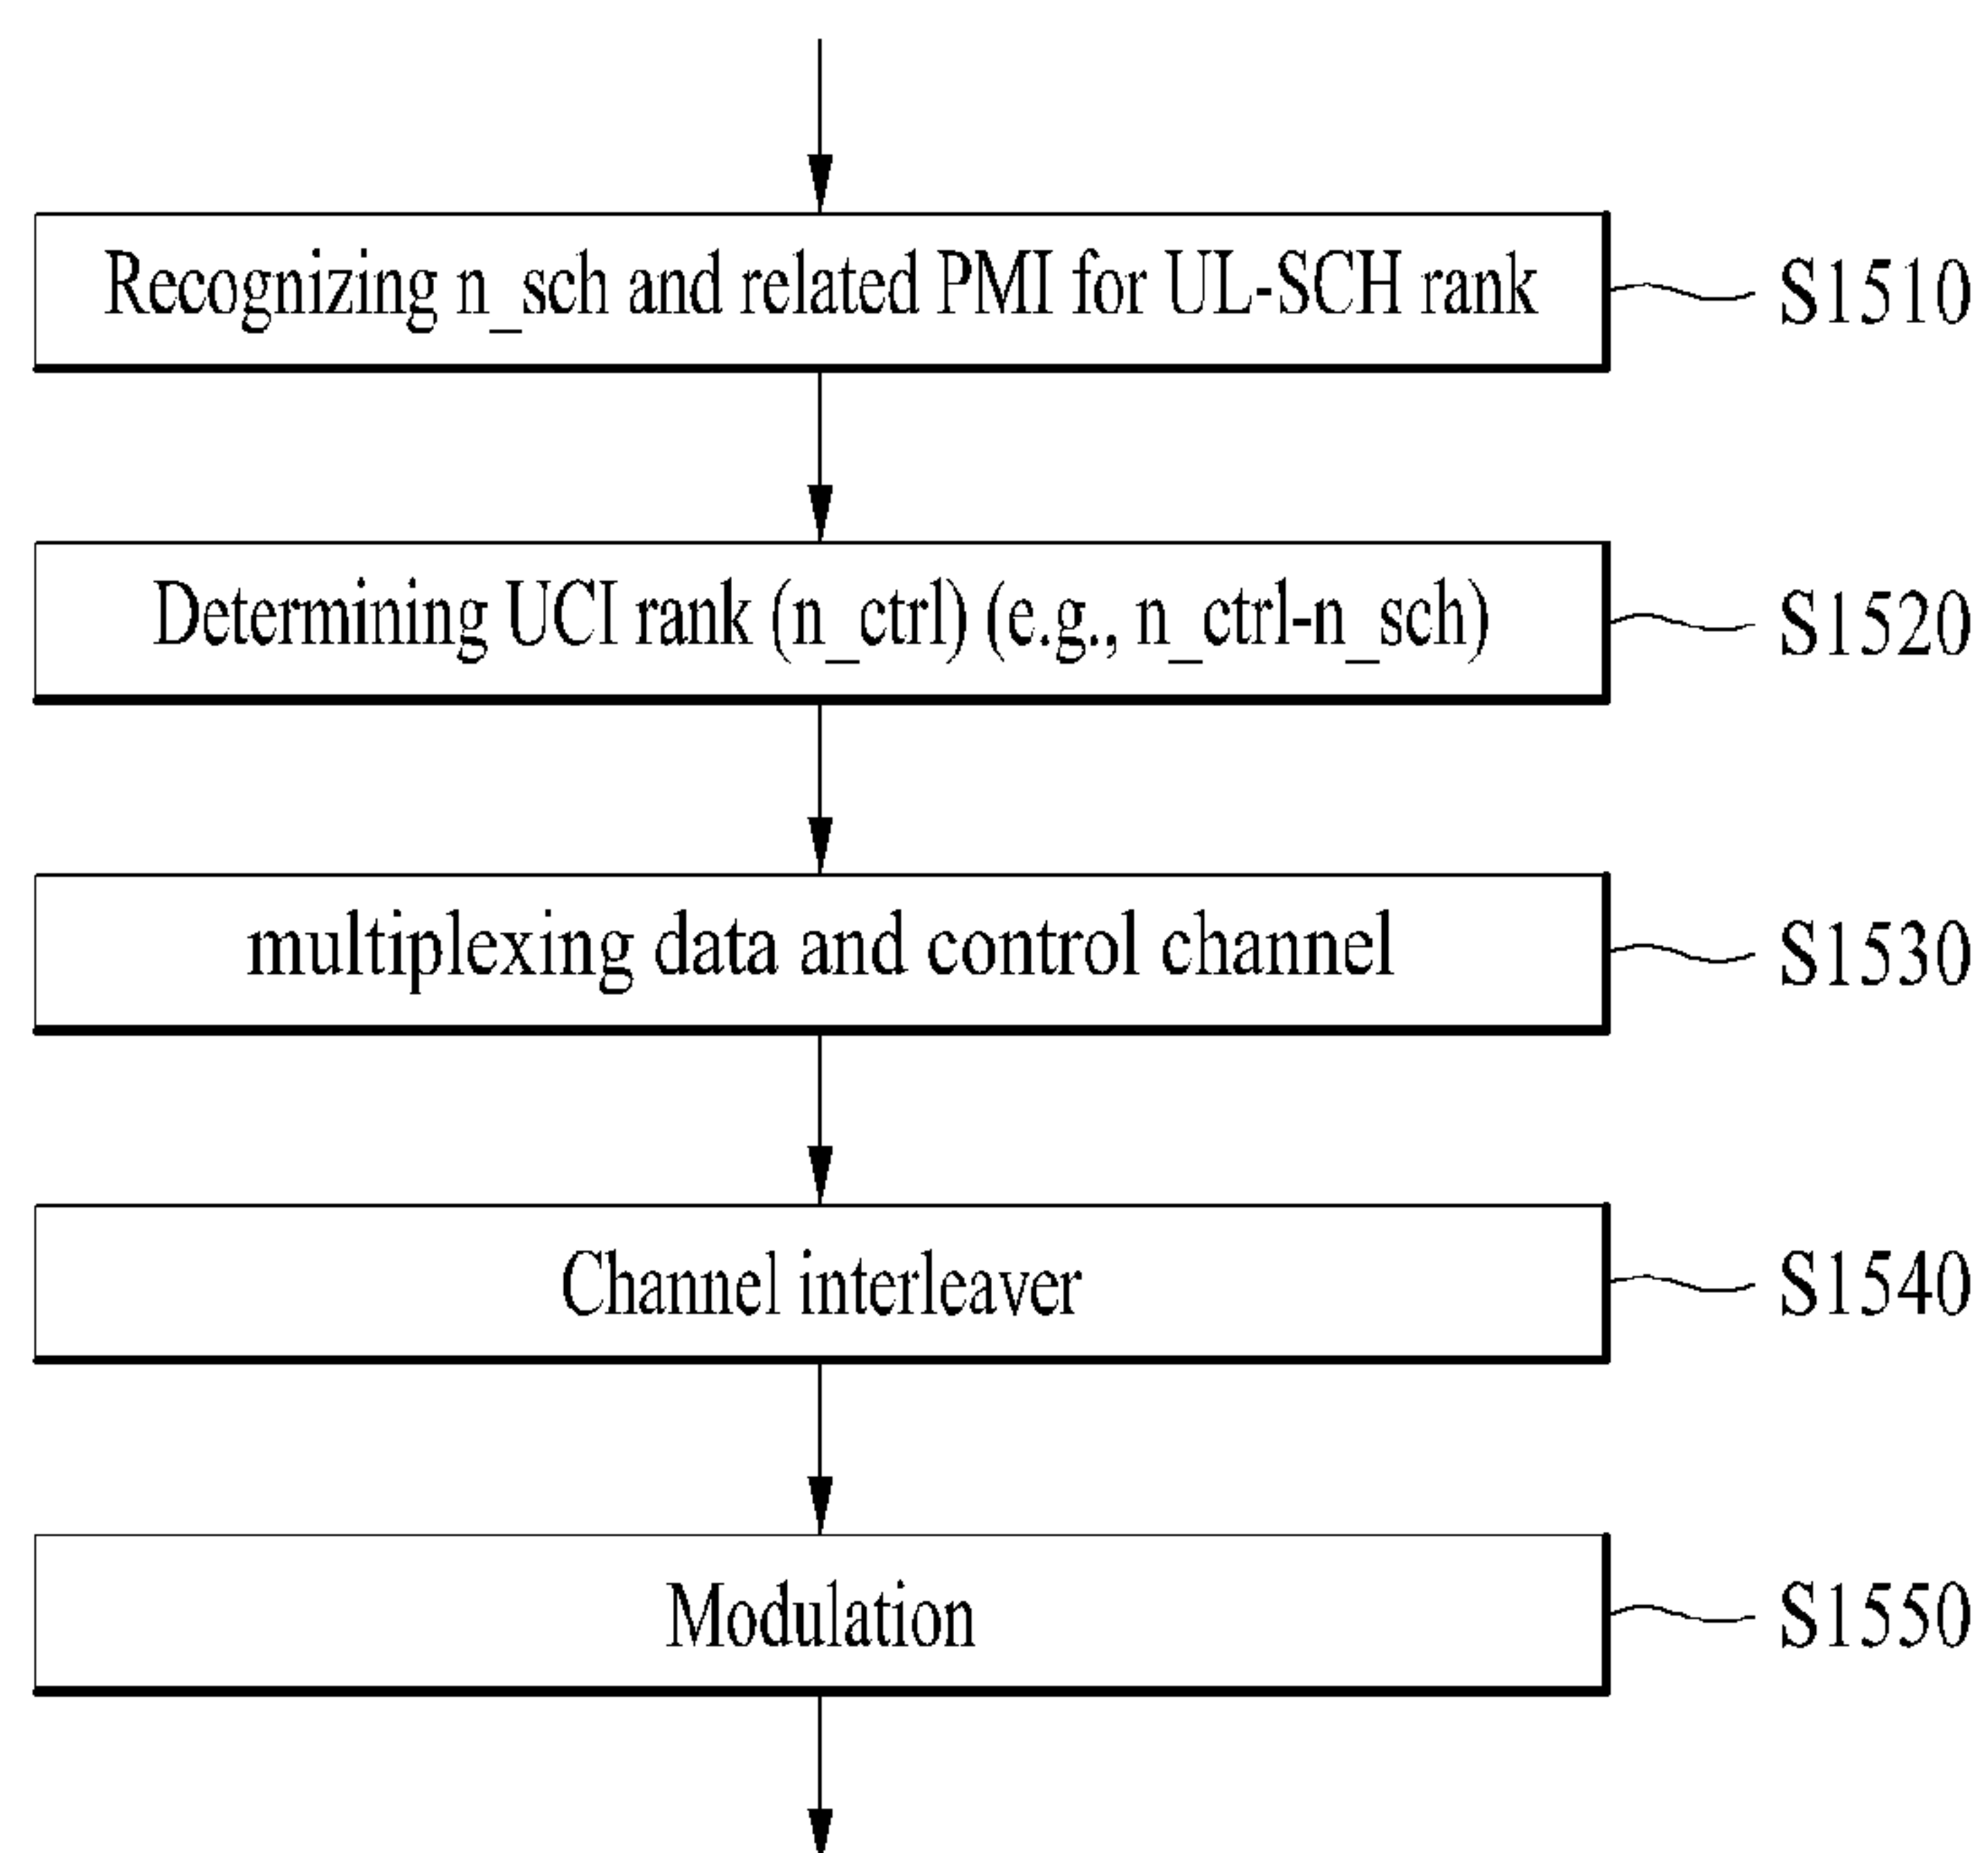 Recognizing n_sch and related PMI for UL-SCH rank
S1510
Determining UCI rank (n_ctrl) (e.g., n_ctrl-n_sch)
S1520
multiplexing data and control channel
S1530
Channel interleaver
S1540
Modulation
S1550